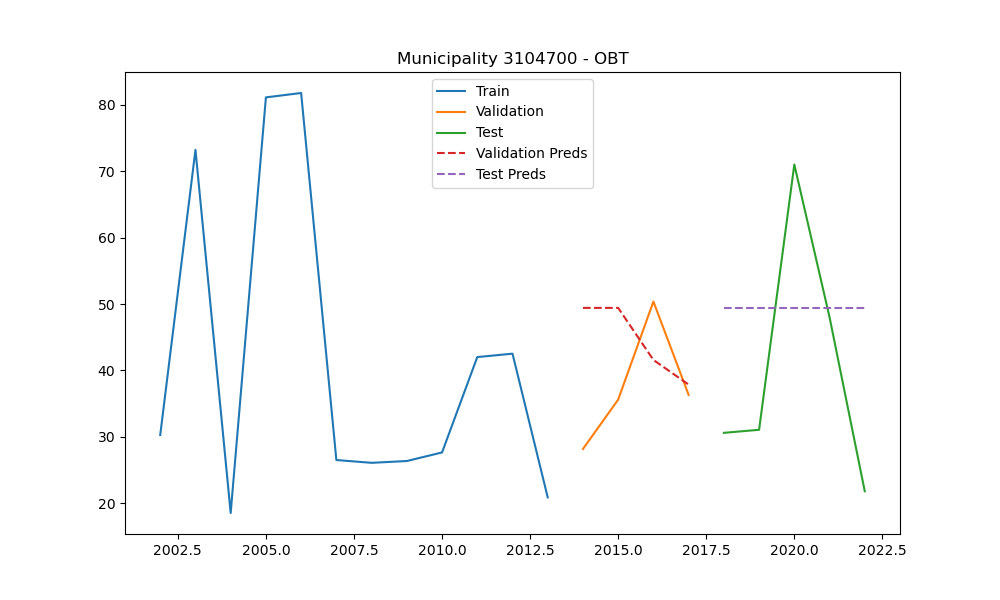 Municipality 3104700 - OBT
Train
Validation
Test
Validation Preds
Test Preds
80
70
60
50
40
30
20
2002.5 2005.0 2007.5 2010.0 2012.5 2015.0 2017.5 2020.0 2022.5